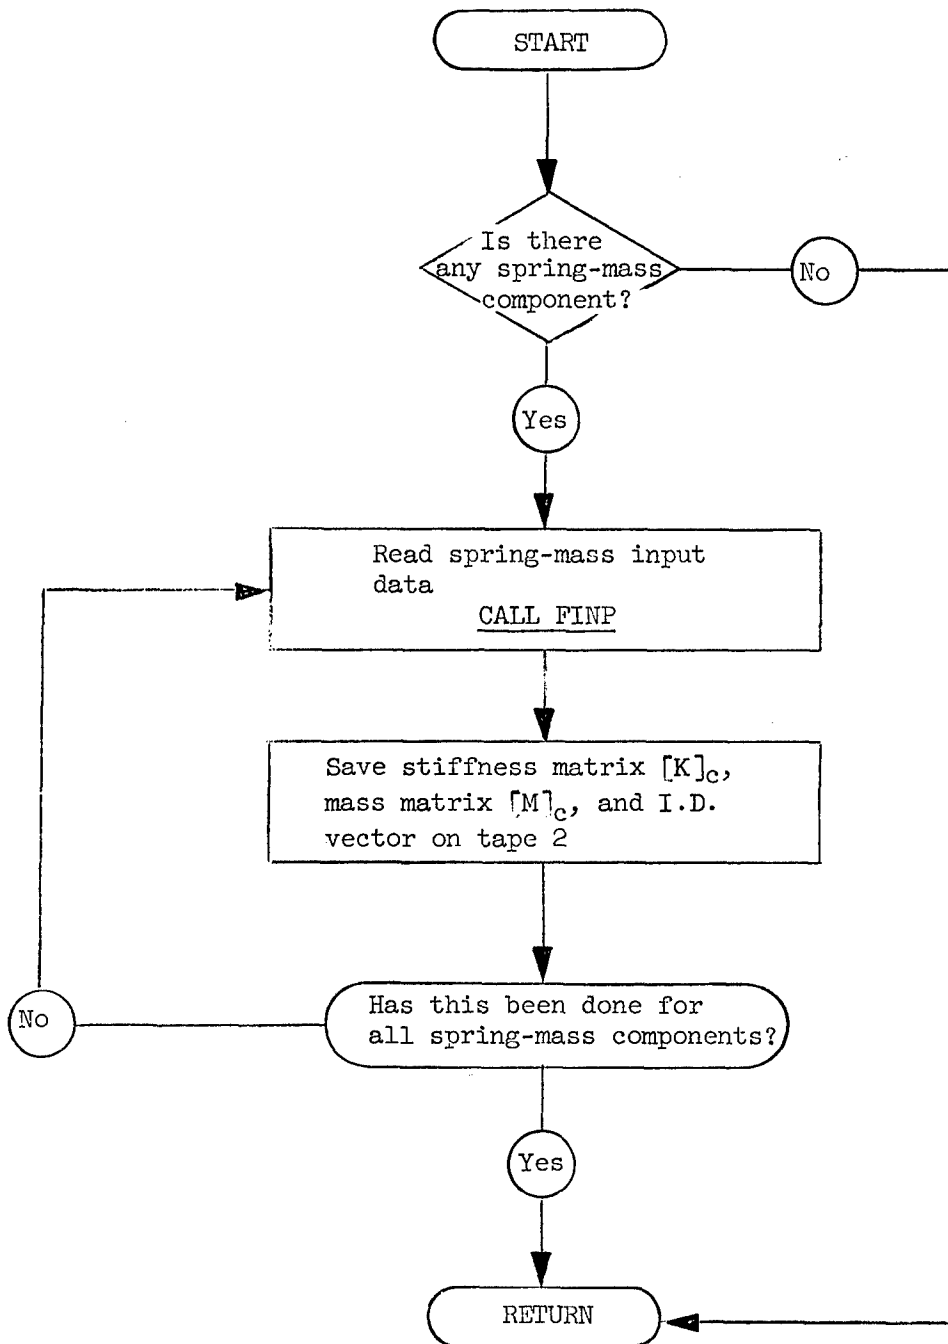 START
Is there
any spring-mass
component?
No
Yes
Read spring-mass input
data
CALL FINP
Save stiffness matrix [K]c,
mass matrix ⌈M⌉c, and I.D.
vector on tape 2
Has this been done for
all spring-mass components?
No
Yes
RETURN